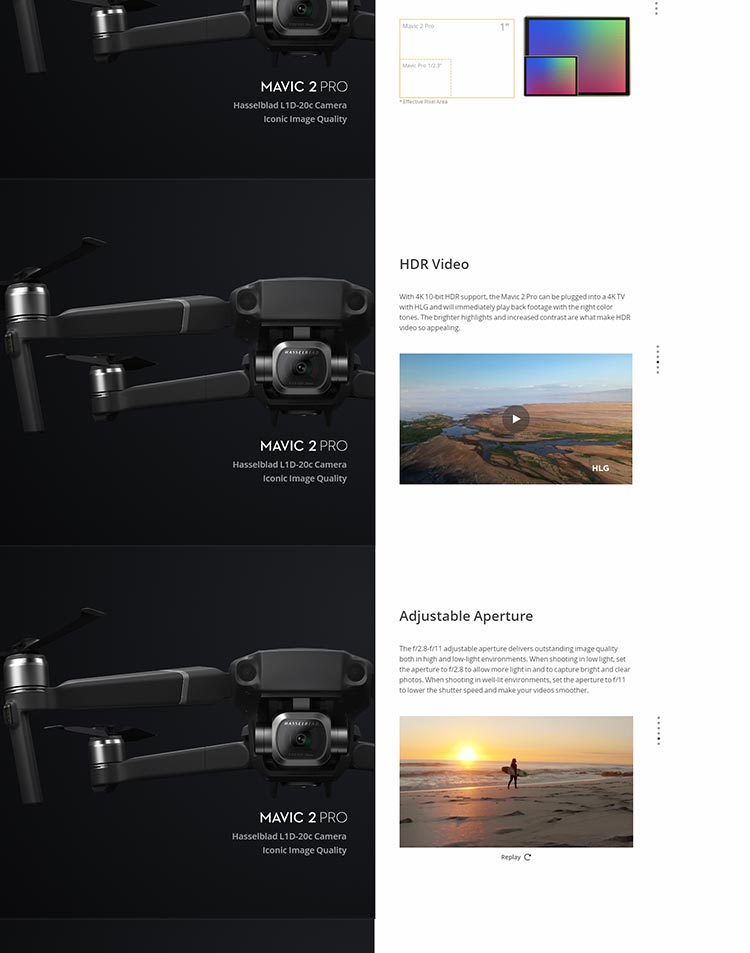 Mavic 2 Pro
1"
Mavic Pro 1/2.3"
* Effective Pixel Area
MAVIC 2 PRO
Hasselblad L1D-20c Camera
Iconic Image Quality
HDR Video
With 4K 10-bit HDR support, the Mavic 2 Pro can be plugged into a 4K TV
with HLG and will immediately play back footage with the right color
tones. The brighter highlights and increased contrast are what make HDR
video so appealing.
HASSELBLAD
HLG
MAVIC 2 PRO
Hasselblad L1D-20c Camera
Iconic Image Quality
Adjustable Aperture
The f/2.8-f/11 adjustable aperture delivers outstanding image quality
both in high and low-light environments. When shooting in low light, set
the aperture to f/2.8 to allow more light in and to capture bright and clear
photos. When shooting in well-lit environments, set the aperture to f/11
to lower the shutter speed and make your videos smoother.
HASSELBLAD
MAVIC 2 PRO
Hasselblad L1D-20c Camera
Iconic Image Quality
Replay